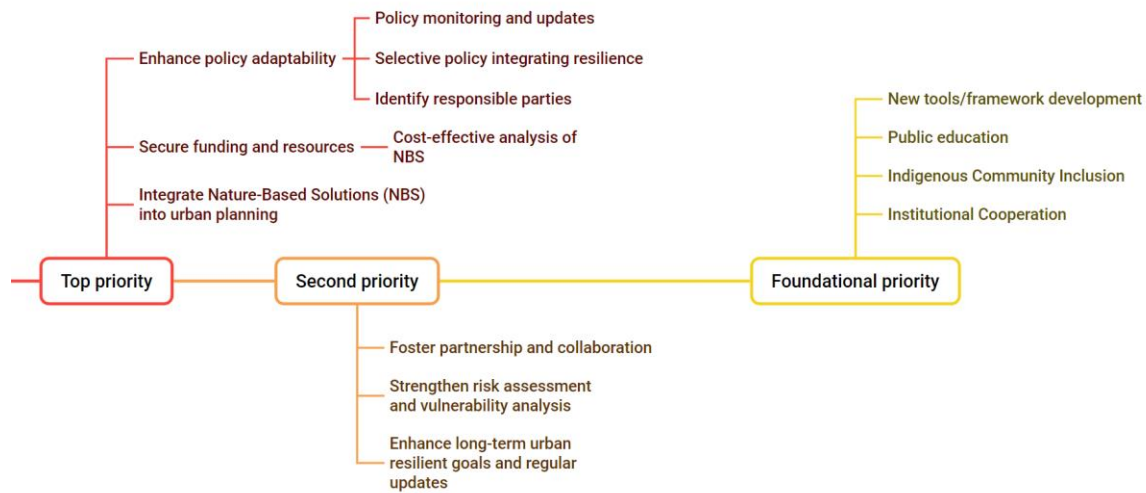 Policy monitoring and updates
Enhance policy adaptability
Selective policy integrating resilience
Identify responsible parties
Secure funding and resources
Cost-effective analysis of
NBS
Integrate Nature-Based Solutions (NBS)
into urban planning
New tools/framework development
Public education
Indigenous Community Inclusion
Institutional Cooperation
Top priority
Second priority
Foundational priority
Foster partnership and collaboration
Strengthen risk assessment
and vulnerability analysis
Enhance long-term urban
resilient goals and regular
updates